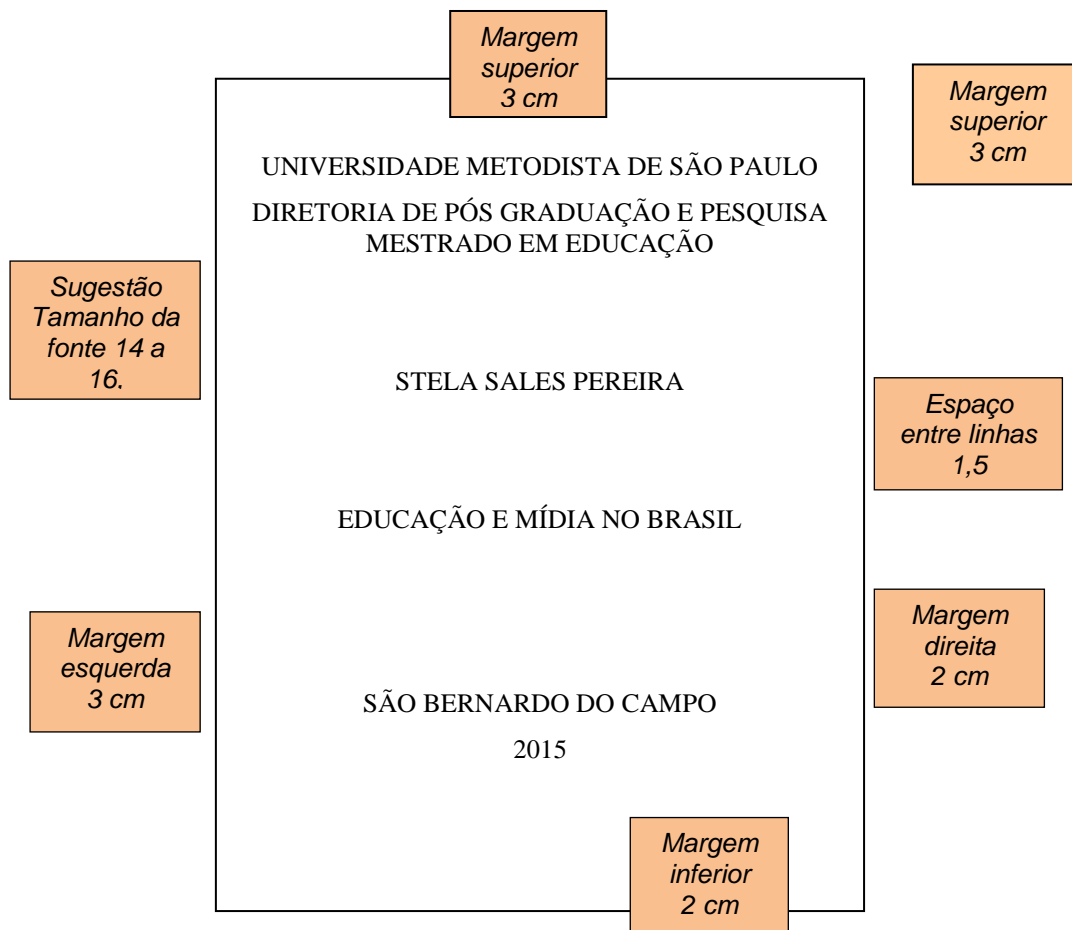 Margem
superior
3 cm
Margem
superior
3 cm
UNIVERSIDADE METODISTA DE SÃO PAULO
DIRETORIA DE PÓS GRADUAÇÃO E PESQUISA
MESTRADO EM EDUCAÇÃO
Sugestão
Tamanho da
fonte 14 a
16.
STELA SALES PEREIRA
Espaço
entre linhas
1,5
EDUCAÇÃO E MÍDIA NO BRASIL
Margem
esquerda
3 cm
Margem
direita
2 cm
SÃO BERNARDO DO CAMPO
2015
Margem
inferior
2 cm